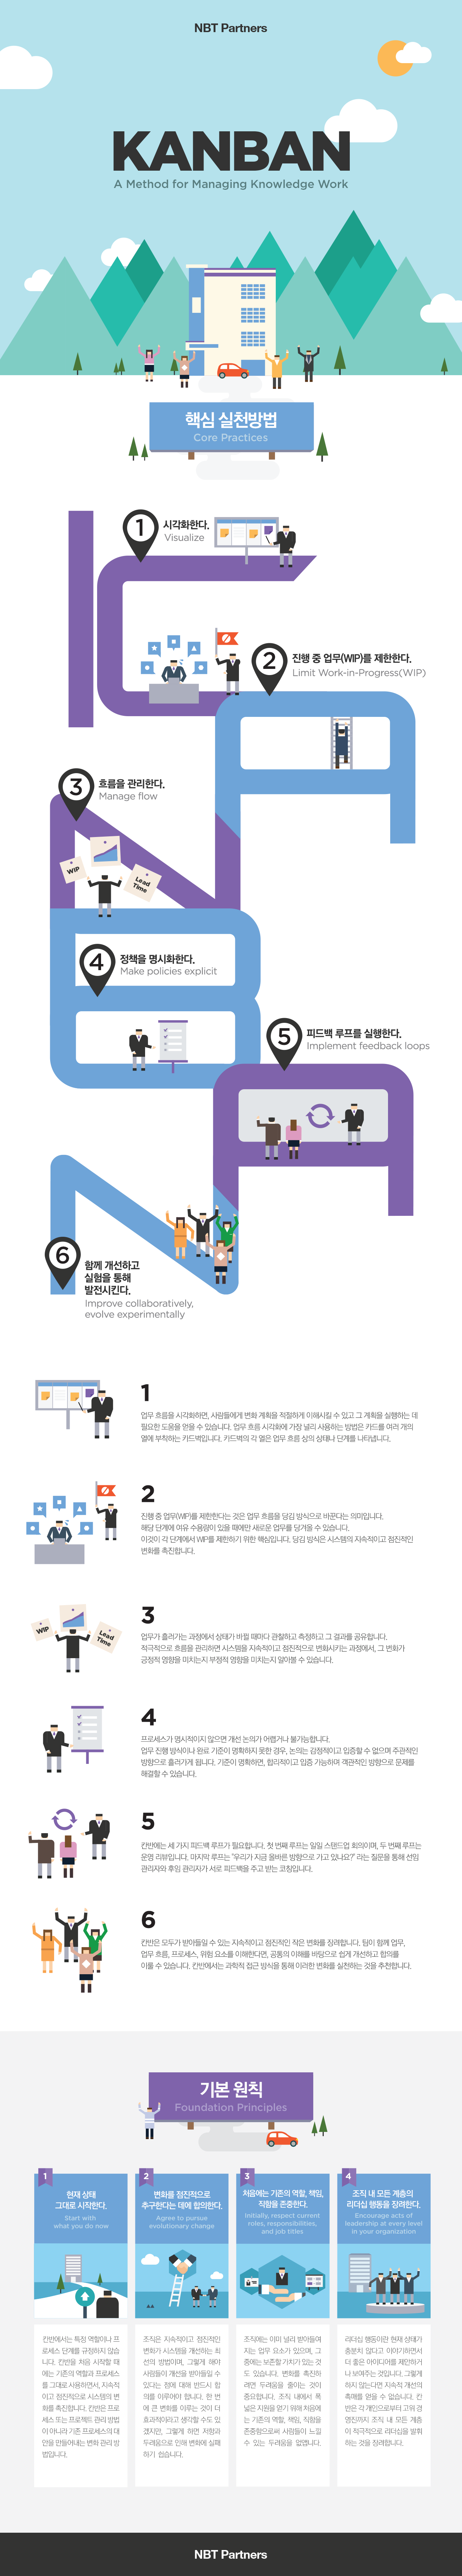 NBT Partners
KANBAN
A Method for Managing Knowledge Work
핵심 실천방법
Core Practices
1
시각화한다.
Visualize
2
진행 중 업무(WIP)를 제한한다.
Limit Work-in-Progress(WIP)
3
흐름을 관리한다.
Manage flow
WIP
Lead
Time
4
정책을 명시화한다.
Make policies explicit
5
피드백 루프를 실행한다.
Implement feedback loops
6
함께 개선하고
실험을 통해
발전시킨다.
Improve collaboratively,
evolve experimentally
1
업무 흐름을 시각화하면, 사람들에게 변화 계획을 적절하게 이해시킬 수 있고 그 계획을 실행하는 데
필요한 도움을 얻을 수 있습니다. 업무 흐름 시각화에 가장 널리 사용하는 방법은 카드를 여러 개의
열에 부착하는 카드벽입니다. 카드벽의 각 열은 업무 흐름 상의 상태나 단계를 나타냅니다.
2
진행 중 업무(WIP)를 제한한다는 것은 업무 흐름을 당김 방식으로 바꾼다는 의미입니다.
해당 단계에 여유 수용량이 있을 때에만 새로운 업무를 당겨올 수 있습니다.
이것이 각 단계에서 WIP를 제한하기 위한 핵심입니다. 당김 방식은 시스템의 지속적이고 점진적인
변화를 촉진합니다.
3
WIP
Lead
Time
업무가 흘러가는 과정에서 상태가 바뀔 때마다 관찰하고 측정하고 그 결과를 공유합니다.
적극적으로 흐름을 관리하면 시스템을 지속적이고 점진적으로 변화시키는 과정에서, 그 변화가
긍정적 영향을 미치는지 부정적 영향을 미치는지 알아볼 수 있습니다.
4
프로세스가 명시적이지 않으면 개선 논의가 어렵거나 불가능합니다.
업무 진행 방식이나 완료 기준이 명확하지 못한 경우, 논의는 감정적이고 입증할 수 없으며 주관적인
방향으로 흘러가게 됩니다. 기준이 명확하면, 합리적이고 입증 가능하며 객관적인 방향으로 문제를
해결할 수 있습니다.
5
칸반에는 세 가지 피드백 루프가 필요합니다. 첫 번째 루프는 일일 스탠드업 회의이며, 두 번째 루프는
운영 리뷰입니다. 마지막 루프는 "우리가 지금 올바른 방향으로 가고 있나요?" 라는 질문을 통해 선임
관리자와 후임 관리자가 서로 피드백을 주고 받는 코칭입니다.
6
칸반은 모두가 받아들일 수 있는 지속적이고 점진적인 작은 변화를 장려합니다. 팀이 함께 업무,
업무 흐름, 프로세스, 위험 요소를 이해한다면, 공통의 이해를 바탕으로 쉽게 개선하고 합의를
이룰 수 있습니다. 칸반에서는 과학적 접근 방식을 통해 이러한 변화를 실천하는 것을 추천합니다.
기본 원칙
Foundation Principles
1
현재 상태
그대로 시작한다.
Start with
what you do now
칸반에서는 특정 역할이나 프
로세스 단계를 규정하지 않습
니다. 칸반을 처음 시작할 때
에는 기존의 역할과 프로세스
를 그대로 사용하면서, 지속적
이고 점진적으로 시스템의 변
화를 촉진합니다. 칸반은 프로
세스 또는 프로젝트 관리 방법
이 아니라 기존 프로세스의 대
안을 만들어내는 변화 관리 방
법입니다.
2
변화를 점진적으로
추구한다는 데에 합의한다.
Agree to pursue
evolutionary change
조직은 지속적이고 점진적인
변화가 시스템을 개선하는 최
선의 방법이며, 그렇게 해야
사람들이 개선을 받아들일 수
있다는 점에 대해 반드시 합
의를 이루어야 합니다. 한 번
에 큰 변화를 이루는 것이 더
효과적이라고 생각할 수도 있
겠지만, 그렇게 하면 저항과
두려움으로 인해 변화에 실패
하기 쉽습니다.
3
처음에는 기존의 역할, 책임,
직함을 존중한다.
Initially, respect current
roles, responsibilities,
and job titles
조직에는 이미 널리 받아들여
지는 업무 요소가 있으며, 그
중에는 보존할 가치가 있는 것
도 있습니다. 변화를 촉진하
려면 두려움을 줄이는 것이
중요합니다. 조직 내에서 폭
넓은 지원을 얻기 위해 처음에
는 기존의 역할, 책임, 직함을
존중함으로써 사람들이 느낄
수 있는 두려움을 없앱니다.
4
조직 내 모든 계층의
리더십 행동을 장려한다.
Encourage acts of
leadership at every level
in your organization
리더십 행동이란 현재 상태가
충분치 않다고 이야기하면서
더 좋은 아이디어를 제안하거
나 보여주는 것입니다. 그렇게
하지 않는다면 지속적 개선의
촉매를 얻을 수 없습니다. 칸
반은 각 개인으로부터 고위 경
영진까지 조직 내 모든 계층
이 적극적으로 리더십을 발휘
하는 것을 장려합니다.
NBT Partners